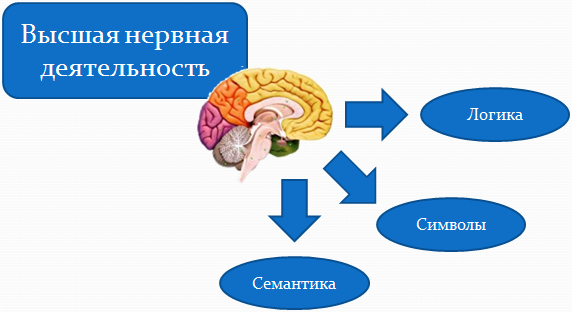 Высшая нервная
деятельность
Логика
Символы
Семантика